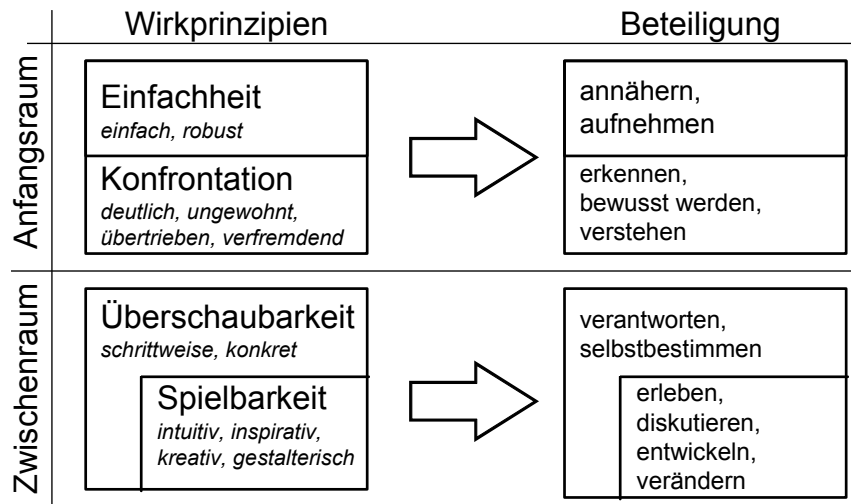 Wirkprinzipien
Beteiligung
Anfangsraum
Einfachheit
einfach, robust
annähern,
aufnehmen
Konfrontation
deutlich, ungewohnt,
übertrieben, verfremdend
erkennen,
bewusst werden,
verstehen
Zwischenraum
Überschaubarkeit
schrittweise, konkret
verantworten,
selbstbestimmen
Spielbarkeit
intuitiv, inspirativ,
kreativ, gestalterisch
erleben,
diskutieren,
entwickeln,
verändern